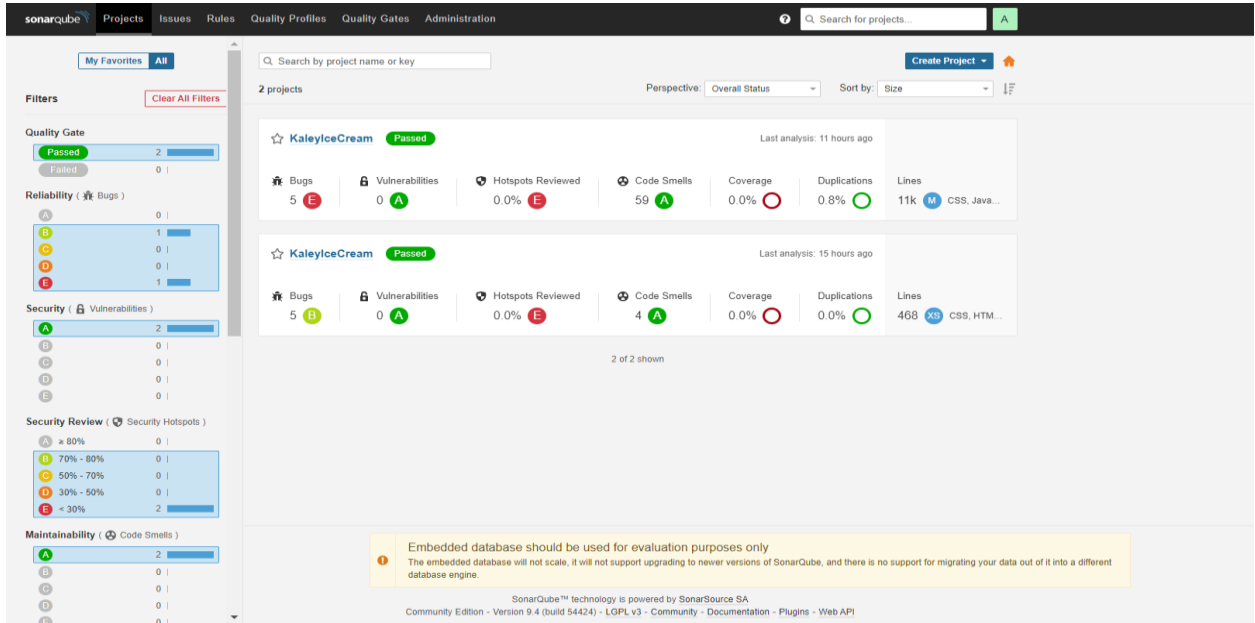 sonarqube Projects Issues Rules Quality Profiles Quality Gates Administration Search for projects... A
My Favorites All
Filters Clear All Filters
Quality Gate
Passed 2
Failed 0
Reliability ( Bugs )
A 0
B 1
C 0
D 0
E 1
Security ( Vulnerabilities )
A 2
B 0
C 0
D 0
E 0
Security Review ( Security Hotspots )
A ≥ 80% 0
B 70% - 80% 0
C 50% - 70% 0
D 30% - 50% 0
E < 30% 2
Maintainability ( Code Smells )
A 2
B 0
C 0
D 0
E 0
Search by project name or key Create Project
2 projects Perspective: Overall Status Sort by: Size
KaleyIceCream Passed Last analysis: 11 hours ago
Bugs Vulnerabilities Hotspots Reviewed Code Smells Coverage Duplications Lines
5 E 0 A 0.0% E 59 A 0.0% 0.8% 11k M CSS, Java...
KaleyIceCream Passed Last analysis: 15 hours ago
Bugs Vulnerabilities Hotspots Reviewed Code Smells Coverage Duplications Lines
5 B 0 A 0.0% E 4 A 0.0% 0.0% 468 XS CSS, HTM...
2 of 2 shown
Embedded database should be used for evaluation purposes only
The embedded database will not scale, it will not support upgrading to newer versions of SonarQube, and there is no support for migrating your data out of it into a different
database engine.
SonarQube™ technology is powered by SonarSource SA
Community Edition - Version 9.4 (build 54424) - LGPL v3 - Community - Documentation - Plugins - Web API